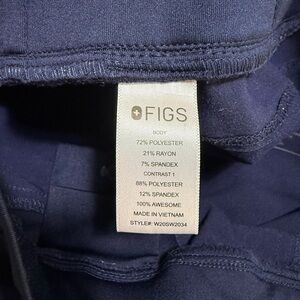 FIGS
BODY
72% POLYESTER
21% RAYON
7% SPANDEX
CONTRAST 1
88% POLYESTER
12% SPANDEX
100% AWESOME
MADE IN VIETNAM
STYLE#: W20SW2034